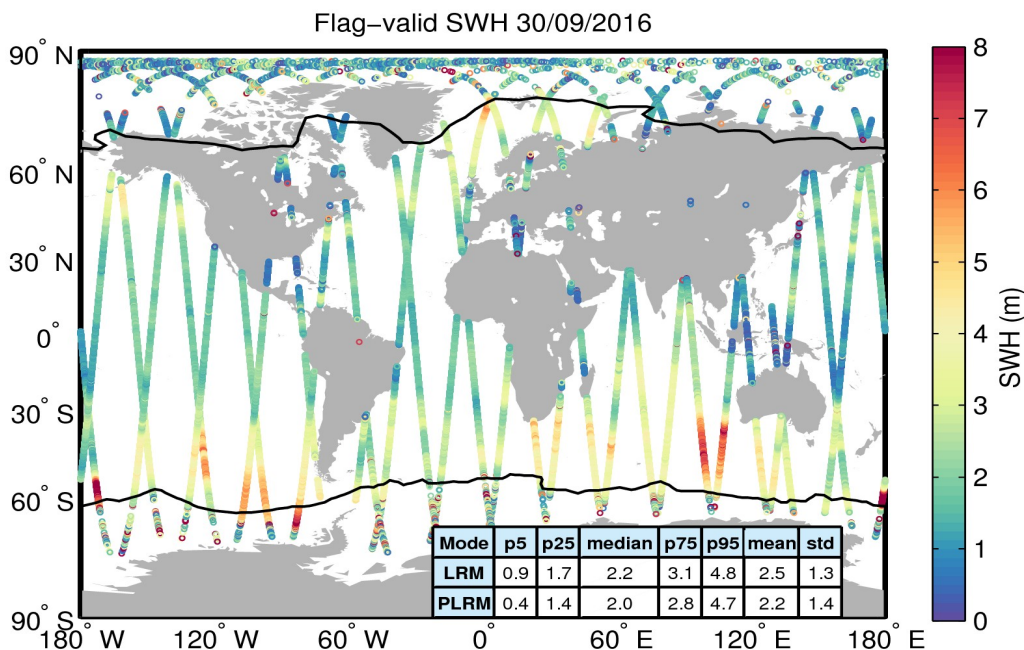 Flag−valid SWH 30/09/2016
90° N
60° N
30° N
0°
30° S
60° S
90° S
180° W
120° W
60° W
0°
60° E
120° E
180° E
Mode p5 p25 median p75 p95 mean std
LRM 0.9 1.7 2.2 3.1 4.8 2.5 1.3
PLRM 0.4 1.4 2.0 2.8 4.7 2.2 1.4
8
7
6
5
4
3
2
1
0
SWH (m)